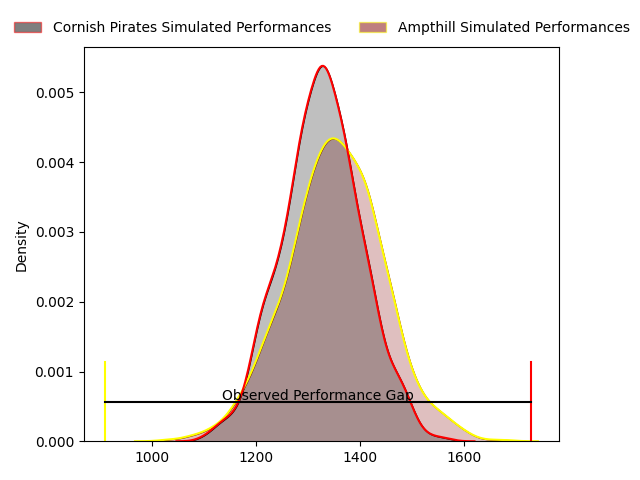 Cornish Pirates Simulated Performances Ampthill Simulated Performances
0.005
0.004
0.003
0.002
0.001
0.000
Density
Observed Performance Gap
1000 1200 1400 1600